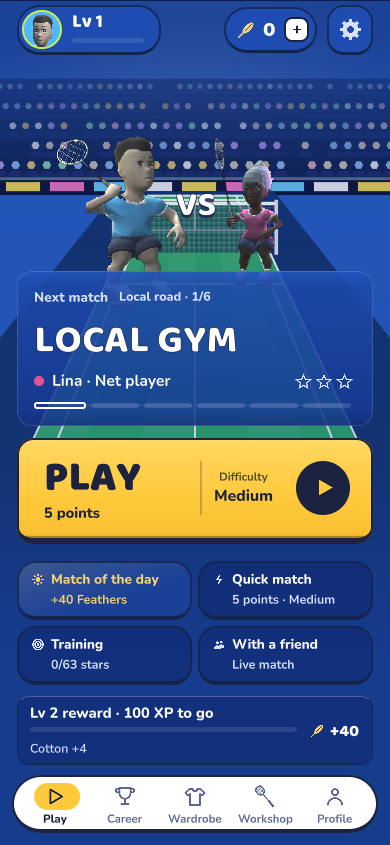 Lv 1
0 +
VS
Next match Local road · 1/6
LOCAL GYM
Lina · Net player
PLAY
5 points
Difficulty
Medium
Match of the day
+40 Feathers
Quick match
5 points · Medium
Training
0/63 stars
With a friend
Live match
Lv 2 reward · 100 XP to go
+40
Cotton +4
Play
Career
Wardrobe
Workshop
Profile